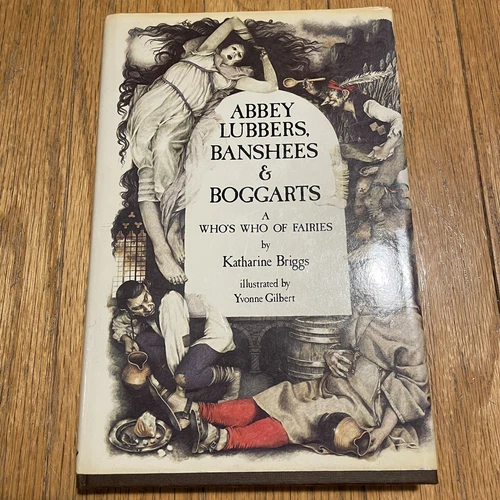 ABBEY
LUBBERS,
BANSHEES
&
BOGGARTS
A
WHO'S WHO OF FAIRIES
by
Katharine Briggs
illustrated by
Yvonne Gilbert